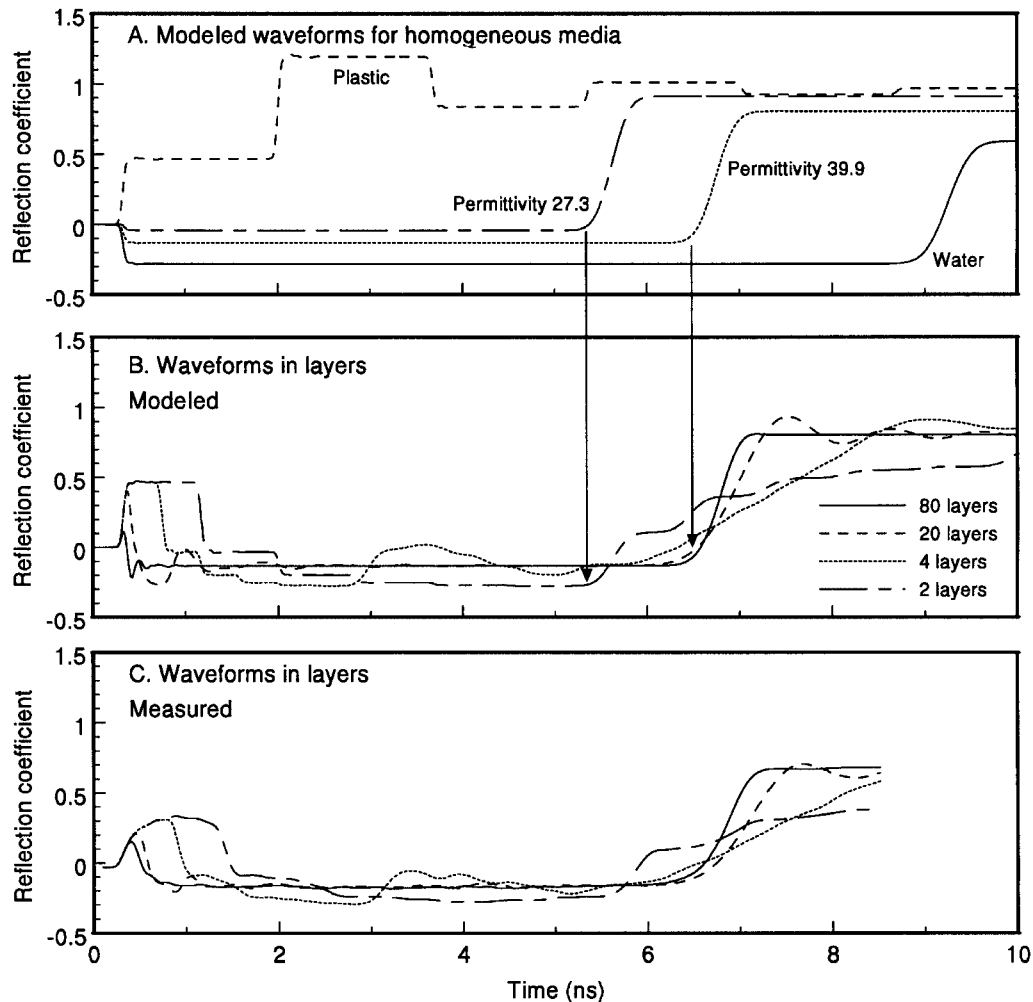 1.5
1
0.5
0
-0.5
Reflection coefficient
A. Modeled waveforms for homogeneous media
Plastic
Permittivity 27.3
Permittivity 39.9
Water
1.5
1
0.5
0
-0.5
Reflection coefficient
B. Waveforms in layers
Modeled
80 layers
20 layers
4 layers
2 layers
1.5
1
0.5
0
-0.5
Reflection coefficient
C. Waveforms in layers
Measured
0 2 4 6 8 10
Time (ns)